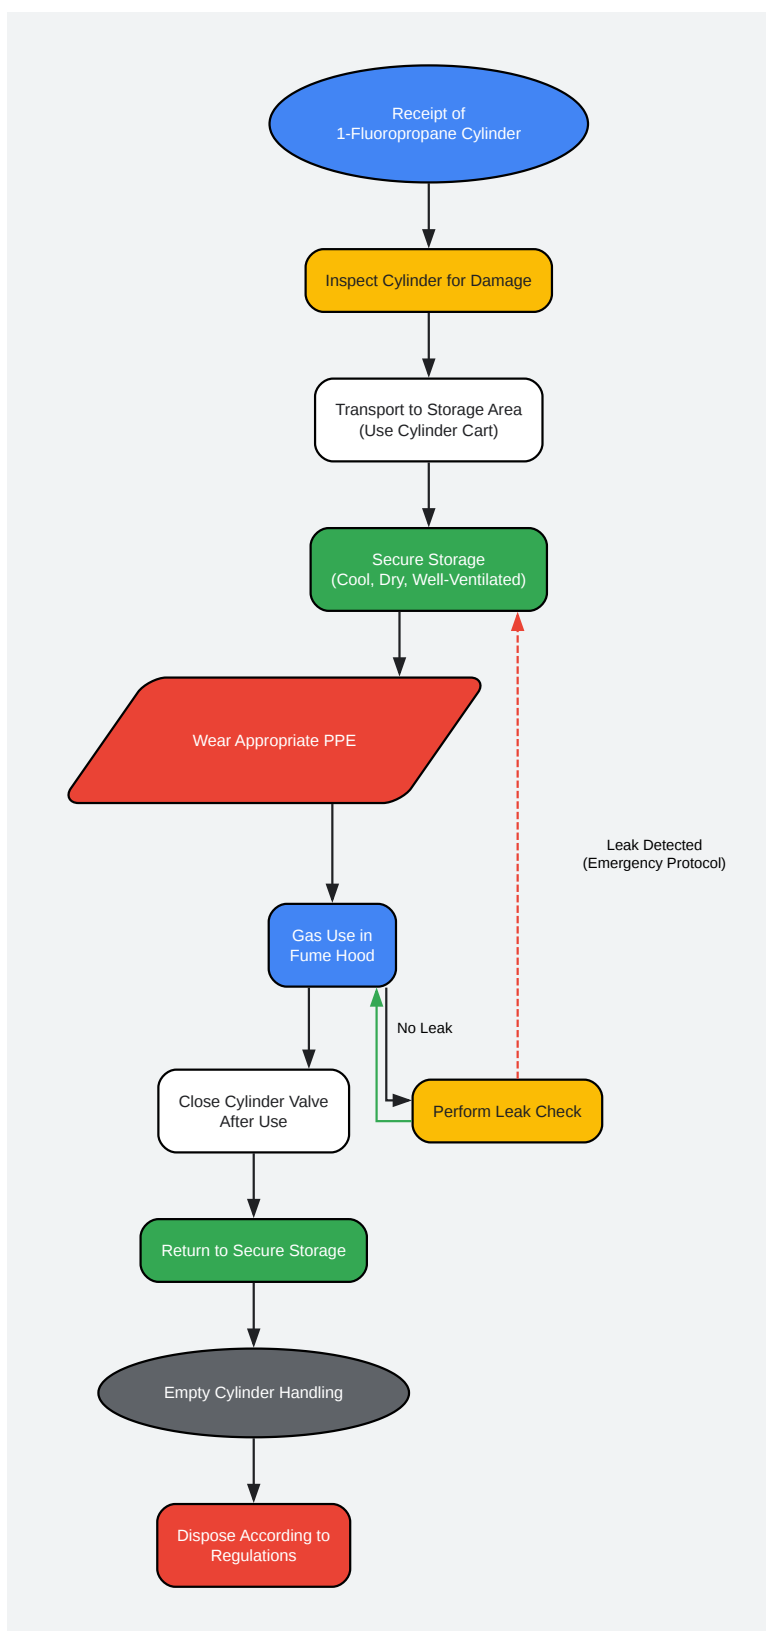 Receipt of
1-Fluoropropane Cylinder
Inspect Cylinder for Damage
Transport to Storage Area
(Use Cylinder Cart)
Secure Storage
(Cool, Dry, Well-Ventilated)
Wear Appropriate PPE
Leak Detected
(Emergency Protocol)
Gas Use in
Fume Hood
No Leak
Close Cylinder Valve
After Use
Perform Leak Check
Return to Secure Storage
Empty Cylinder Handling
Dispose According to
Regulations